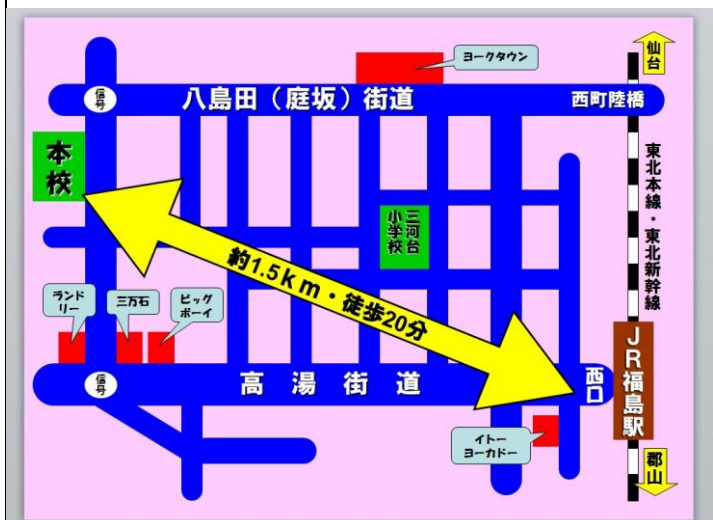 仙台
ヨークタウン
信号
八島田（庭坂）街道
西町陸橋
本校
東北本線・東北新幹線
三河台
小学校
約1.5km・徒歩20分
ランド
リー
三万石
ビッグ
ボーイ
JR福島駅
信号
高湯街道
西口
イトー
ヨーカドー
郡山